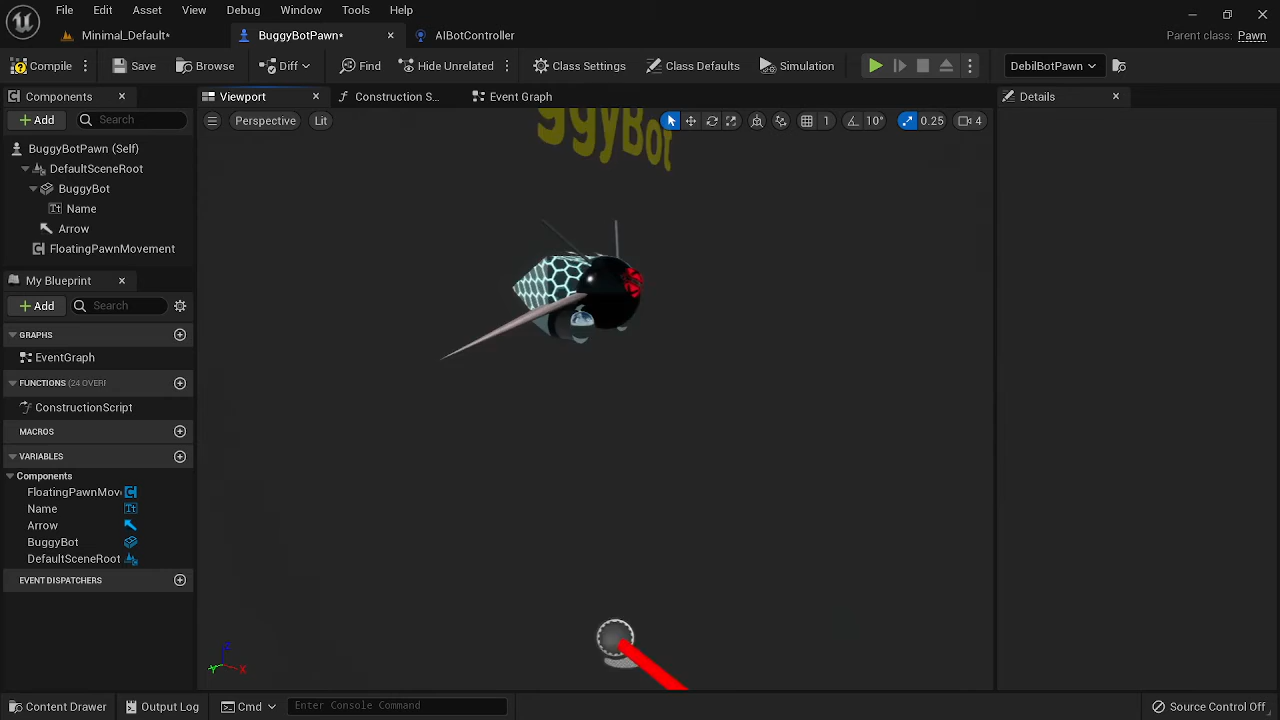 File Edit Asset View Debug Window Tools Help
Minimal_Default* BuggyBotPawn* AIBotController Parent class: Pawn
Compile Save Browse Diff Find Hide Unrelated Class Settings Class Defaults Simulation DebilBotPawn
Components Viewport Construction S... Event Graph Details
Add Search Perspective Lit 1 10° 0.25 4
ggyBot
BuggyBotPawn (Self)
DefaultSceneRoot
BuggyBot
Name
Arrow
FloatingPawnMovement
My Blueprint
Add Search
GRAPHS
EventGraph
FUNCTIONS (24 OVERI
ConstructionScript
MACROS
VARIABLES
Components
FloatingPawnMov
Name
Arrow
BuggyBot
DefaultSceneRoot
EVENT DISPATCHERS
Z
Y X
Content Drawer Output Log Cmd Enter Console Command Source Control Off